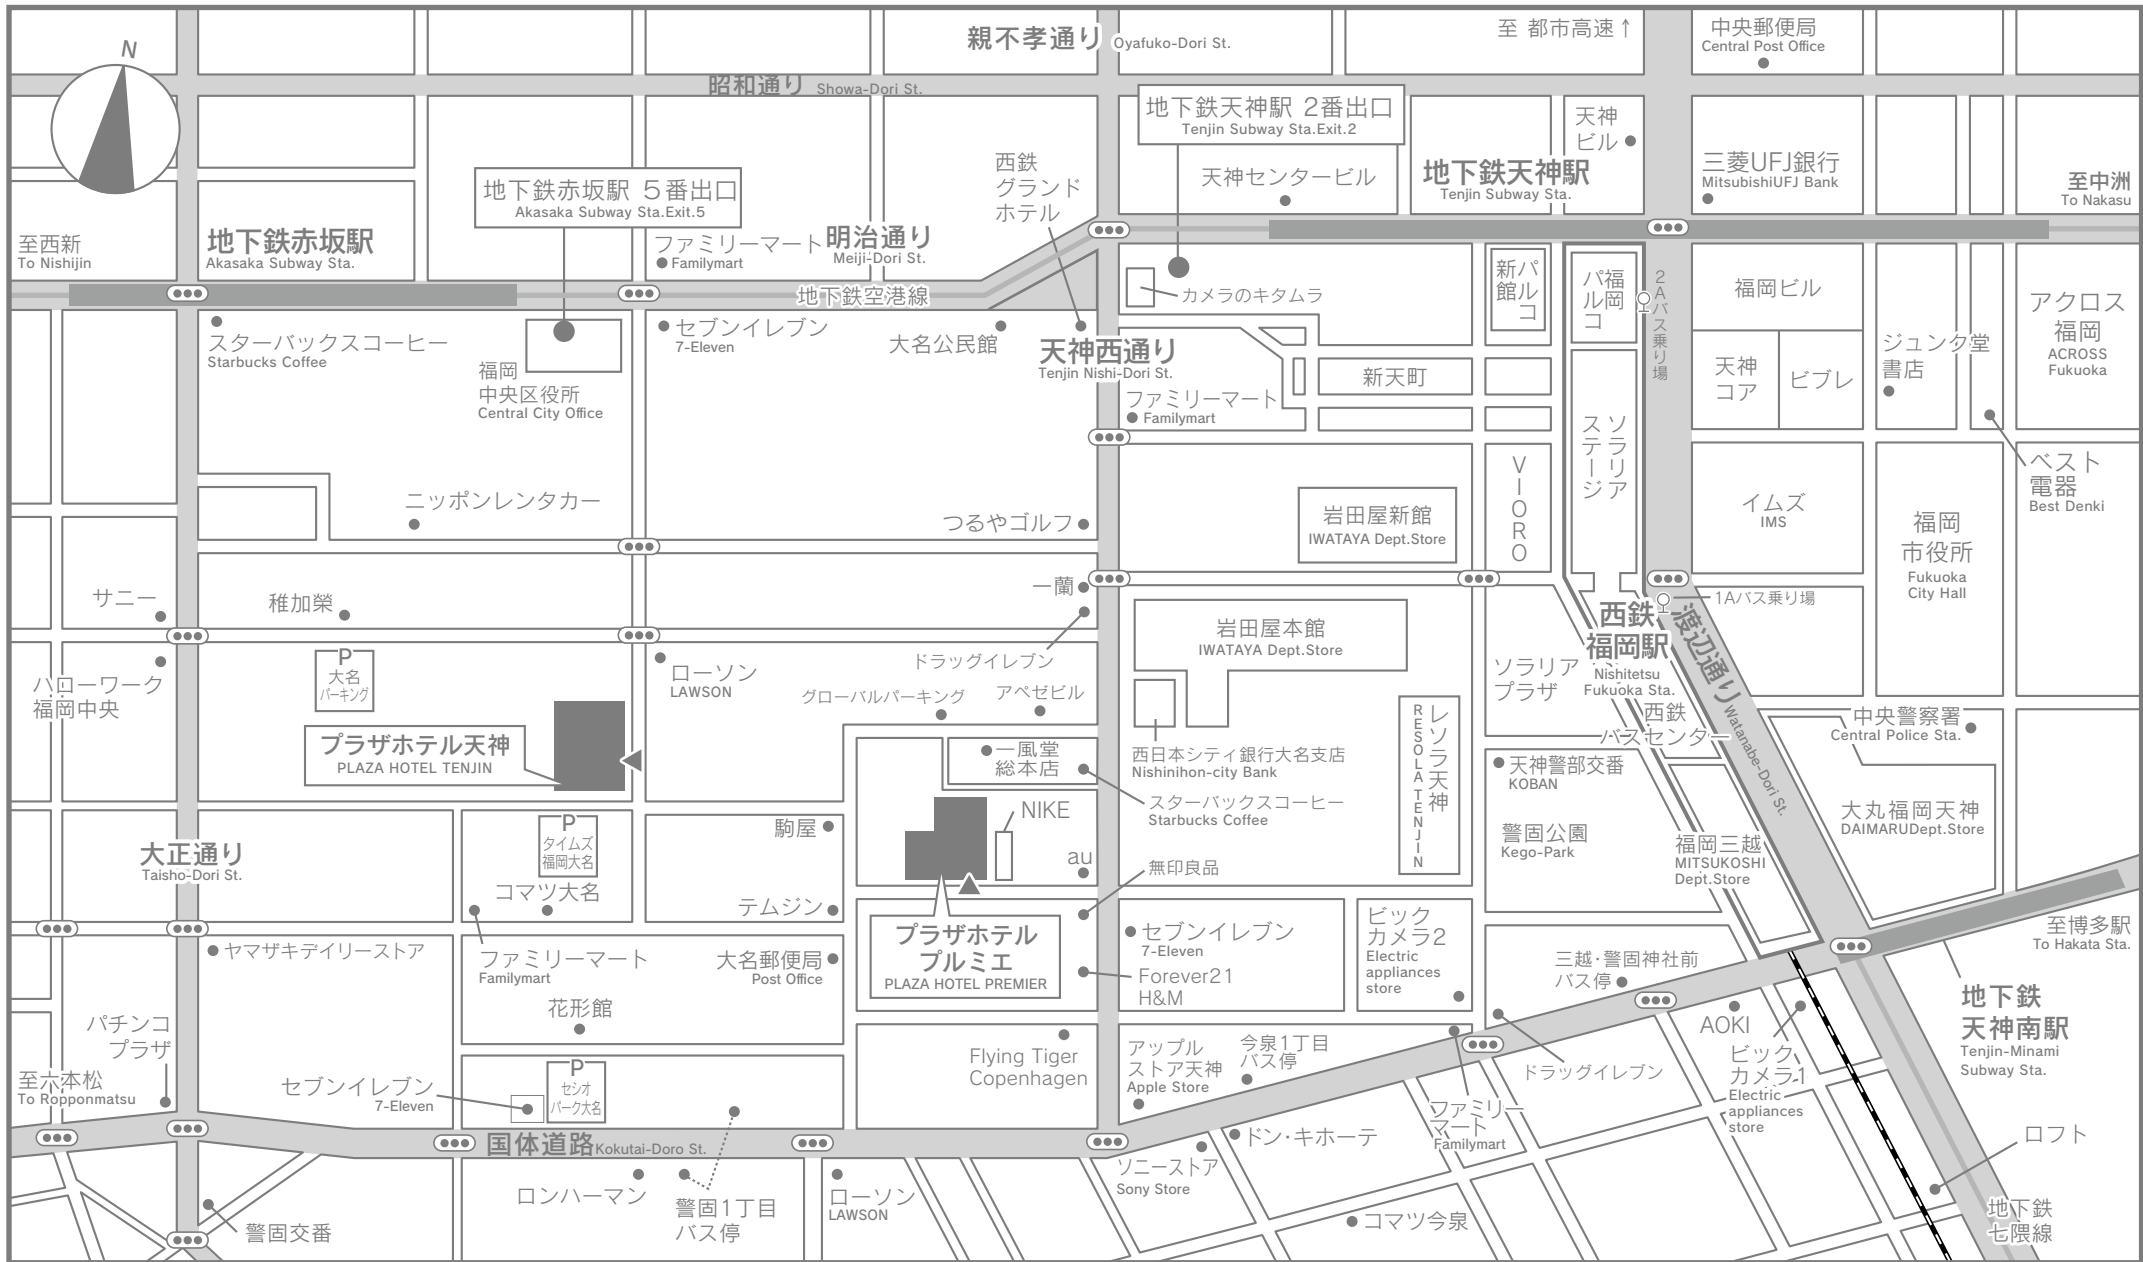 N
親不孝通り Oyafuko-Dori St.
至 都市高速↑
中央郵便局
Central Post Office
昭和通り Showa-Dori St.
地下鉄天神駅 2番出口
Tenjin Subway Sta.Exit.2
天神
ビル
西鉄
グランド
ホテル
天神センタービル
地下鉄天神駅
Tenjin Subway Sta.
三菱UFJ銀行
MitsubishiUFJ Bank
至中洲
To Nakasu
地下鉄赤坂駅 5番出口
Akasaka Subway Sta.Exit.5
至西新
To Nishijin
地下鉄赤坂駅
Akasaka Subway Sta.
ファミリーマート
Familymart
明治通り
Meiji-Dori St.
地下鉄空港線
カメラのキタムラ
新館パルコ
福岡パルコ
2Aバス乗り場
福岡ビル
アクロス
福岡
ACROSS
Fukuoka
スターバックスコーヒー
Starbucks Coffee
福岡
中央区役所
Central City Office
セブンイレブン
7-Eleven
大名公民館
天神西通り
Tenjin Nishi-Dori St.
新天町
ファミリーマート
Familymart
天神
コア
ビブレ
ジュンク堂
書店
ソラリア
ステージ
ベスト
電器
Best Denki
ニッポンレンタカー
つるやゴルフ
岩田屋新館
IWATAYA Dept.Store
VIORO
イムズ
IMS
福岡
市役所
Fukuoka
City Hall
サニー
稚加榮
一蘭
1Aバス乗り場
岩田屋本館
IWATAYA Dept.Store
西鉄
福岡駅
Nishitetsu
Fukuoka Sta.
渡辺通り
Watanabe-Dori St.
ハローワーク
福岡中央
P
大名
パーキング
ローソン
LAWSON
ドラッグイレブン
グローバルパーキング
アペゼビル
ソラリア
プラザ
西鉄
バスセンター
中央警察署
Central Police Sta.
プラザホテル天神
PLAZA HOTEL TENJIN
一風堂
総本店
西日本シティ銀行大名支店
Nishinihon-city Bank
レソラ天神
RESOLA TENJIN
天神警部交番
KOBAN
スターバックスコーヒー
Starbucks Coffee
NIKE
大丸福岡天神
DAIMARUDept.Store
大正通り
Taisho-Dori St.
P
タイムズ
福岡大名
駒屋
au
無印良品
警固公園
Kego-Park
福岡三越
MITSUKOSHI
Dept.Store
コマツ大名
テムジン
ヤマザキデイリーストア
ファミリーマート
Familymart
大名郵便局
Post Office
プラザホテル
プルミエ
PLAZA HOTEL PREMIER
セブンイレブン
7-Eleven
Forever21
H&M
ビック
カメラ2
Electric
appliances
store
三越・警固神社前
バス停
至博多駅
To Hakata Sta.
花形館
パチンコ
プラザ
Flying Tiger
Copenhagen
アップル
ストア天神
Apple Store
今泉1丁目
バス停
ドラッグイレブン
AOKI
ビック
カメラ1
Electric
appliances
store
地下鉄
天神南駅
Tenjin-Minami
Subway Sta.
至六本松
To Ropponmatsu
セブンイレブン
7-Eleven
P
セシオ
パーク大名
ファミリー
マート
Familymart
国体道路 Kokutai-Doro St.
ドン・キホーテ
ロフト
ソニーストア
Sony Store
ロンハーマン
警固1丁目
バス停
ローソン
LAWSON
コマツ今泉
警固交番
地下鉄
七隈線